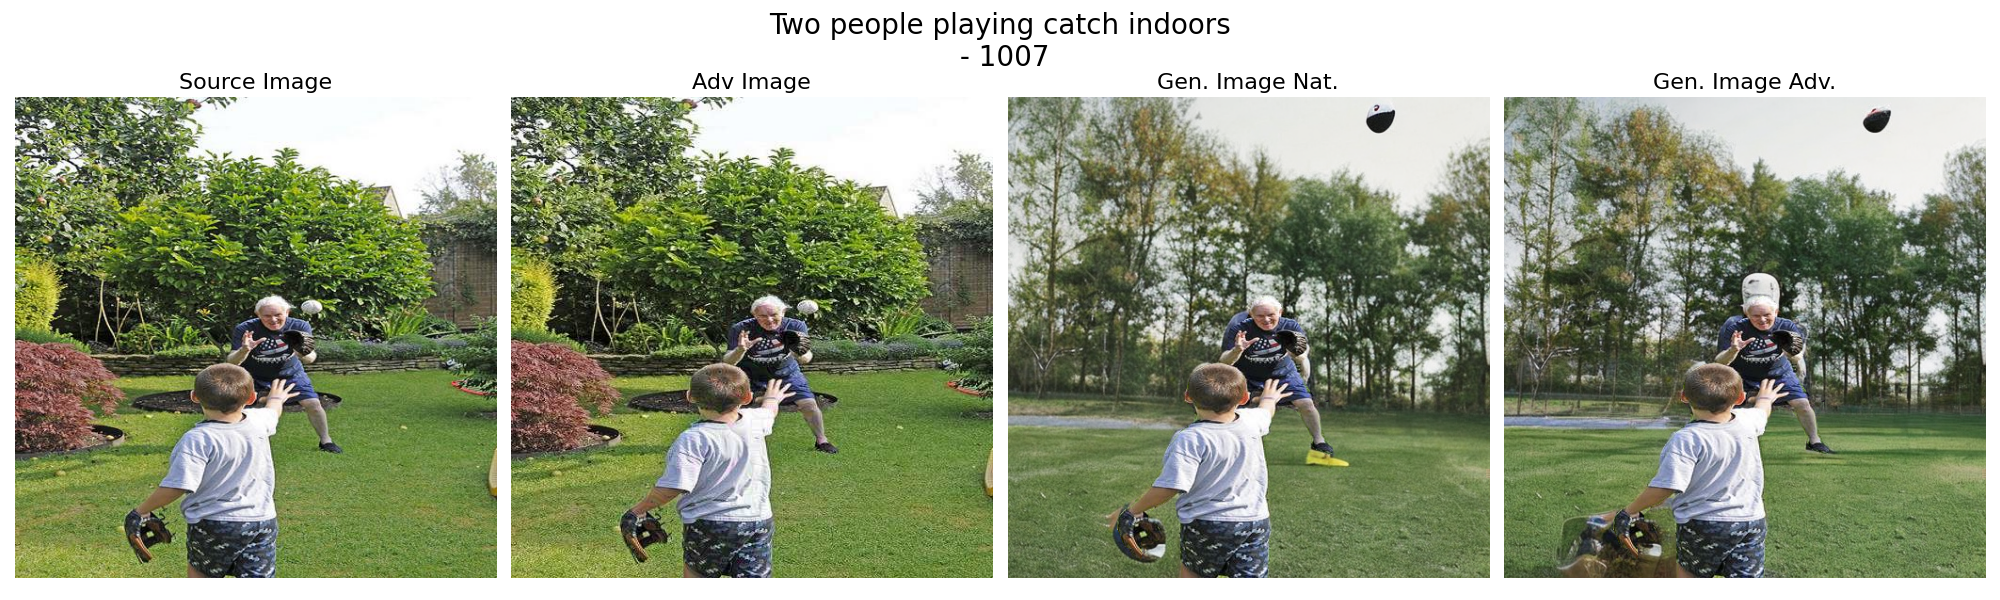 Two people playing catch indoors
- 1007
Source Image
Adv Image
Gen. Image Nat.
Gen. Image Adv.